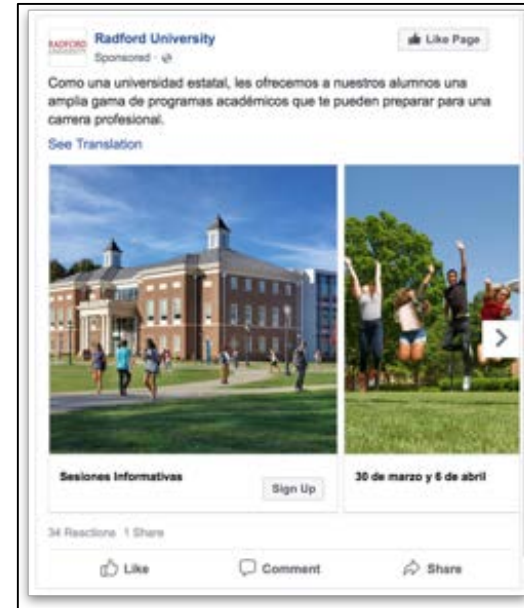 RADFORD
Radford University
Like Page
Sponsored ·
Como una universidad estatal, les ofrecemos a nuestros alumnos una
amplia gama de programas académicos que te pueden preparar para una
carrera profesional.
See Translation
Sesiones Informativas
Sign Up
30 de marzo y 6 de abril
34 Reactions 1 Share
Like
Comment
Share